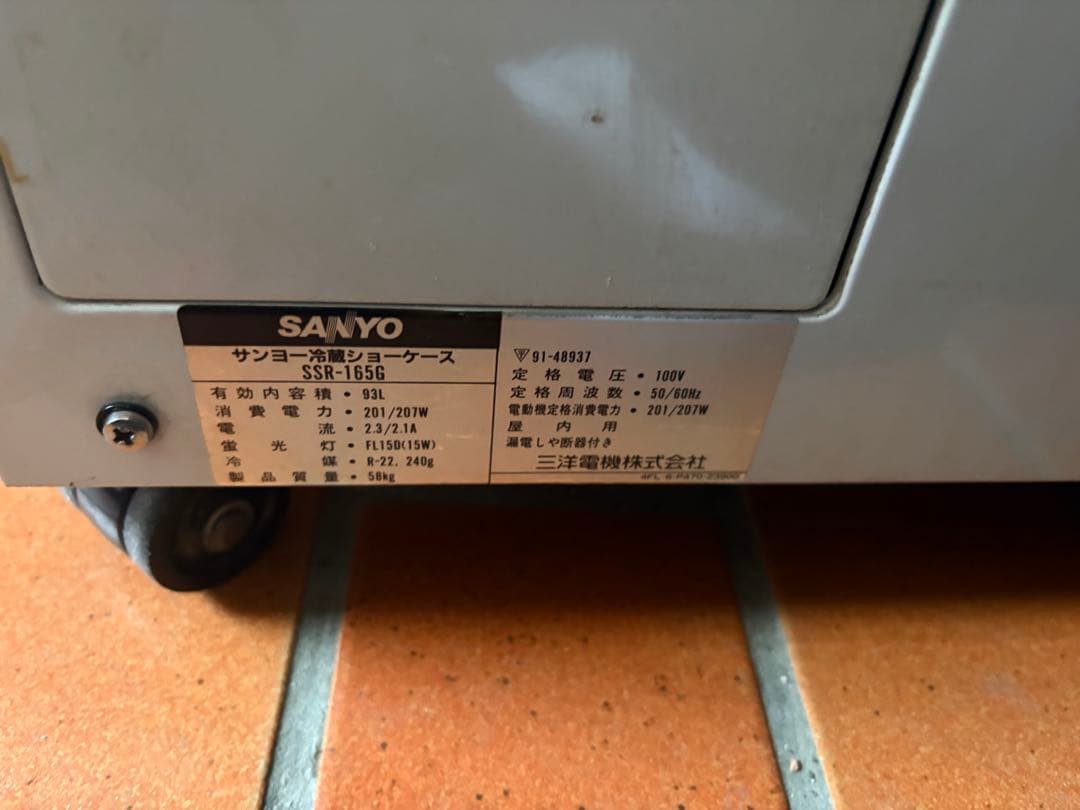 SANYO
サンヨー冷蔵ショーケース
SSR-165G
有効内容積・93L
消費電力・201/207W
電流・2.3/2.1A
蛍光灯・FL15D(15W)
冷媒・R-22, 240g
製品質量・58kg
91-48937
定格電圧・100V
定格周波数・50/60Hz
電動機定格消費電力・201/207W
屋内用
漏電しや断器付き
三洋電機株式会社